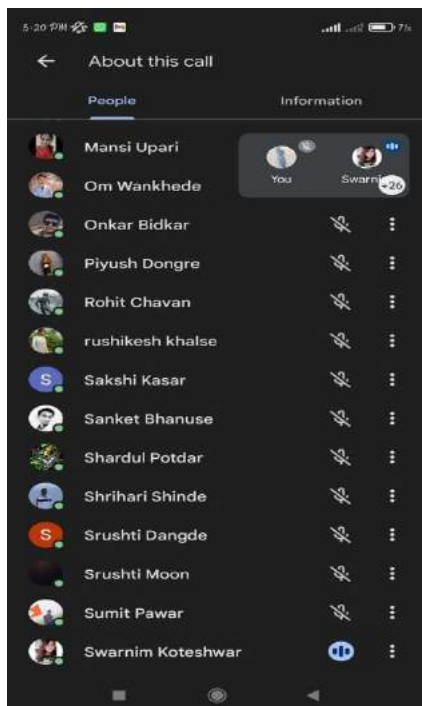 5:20 PM
About this call
People Information
Mansi Upari
Om Wankhede
You Swarni
+26
Onkar Bidkar
Piyush Dongre
Rohit Chavan
rushikesh khalse
S Sakshi Kasar
Sanket Bhanuse
Shardul Potdar
Shrihari Shinde
S Srushti Dangde
Srushti Moon
Sumit Pawar
Swarnim Koteshwar